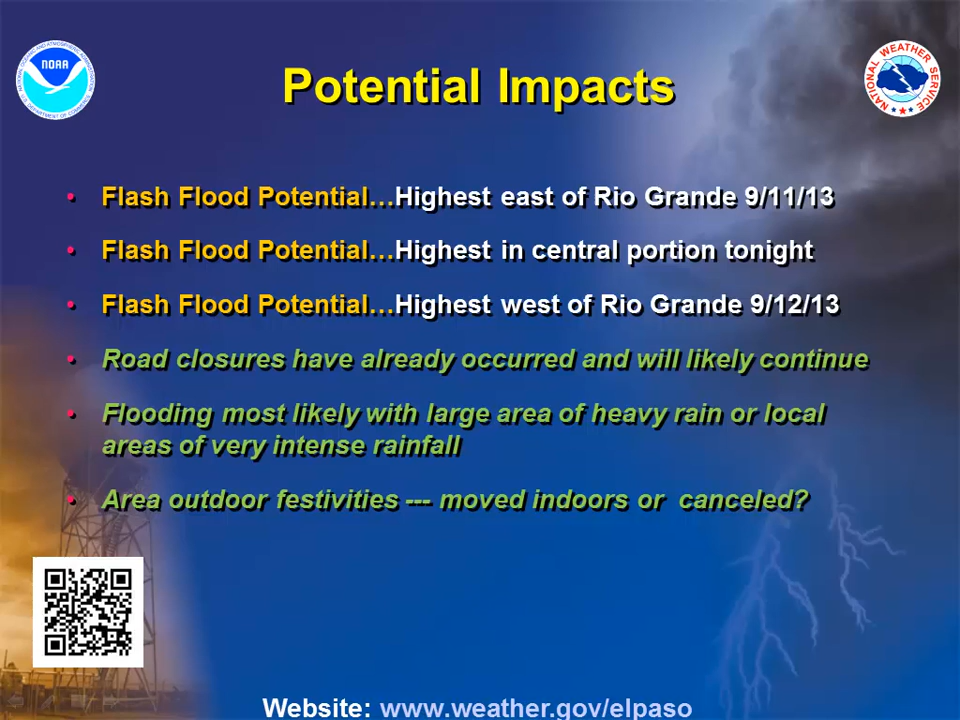 NOAA
NATIONAL WEATHER SERVICE
Potential Impacts
• Flash Flood Potential…Highest east of Rio Grande 9/11/13
• Flash Flood Potential…Highest in central portion tonight
• Flash Flood Potential…Highest west of Rio Grande 9/12/13
• Road closures have already occurred and will likely continue
• Flooding most likely with large area of heavy rain or local
areas of very intense rainfall
• Area outdoor festivities --- moved indoors or  canceled?
Website: www.weather.gov/elpaso